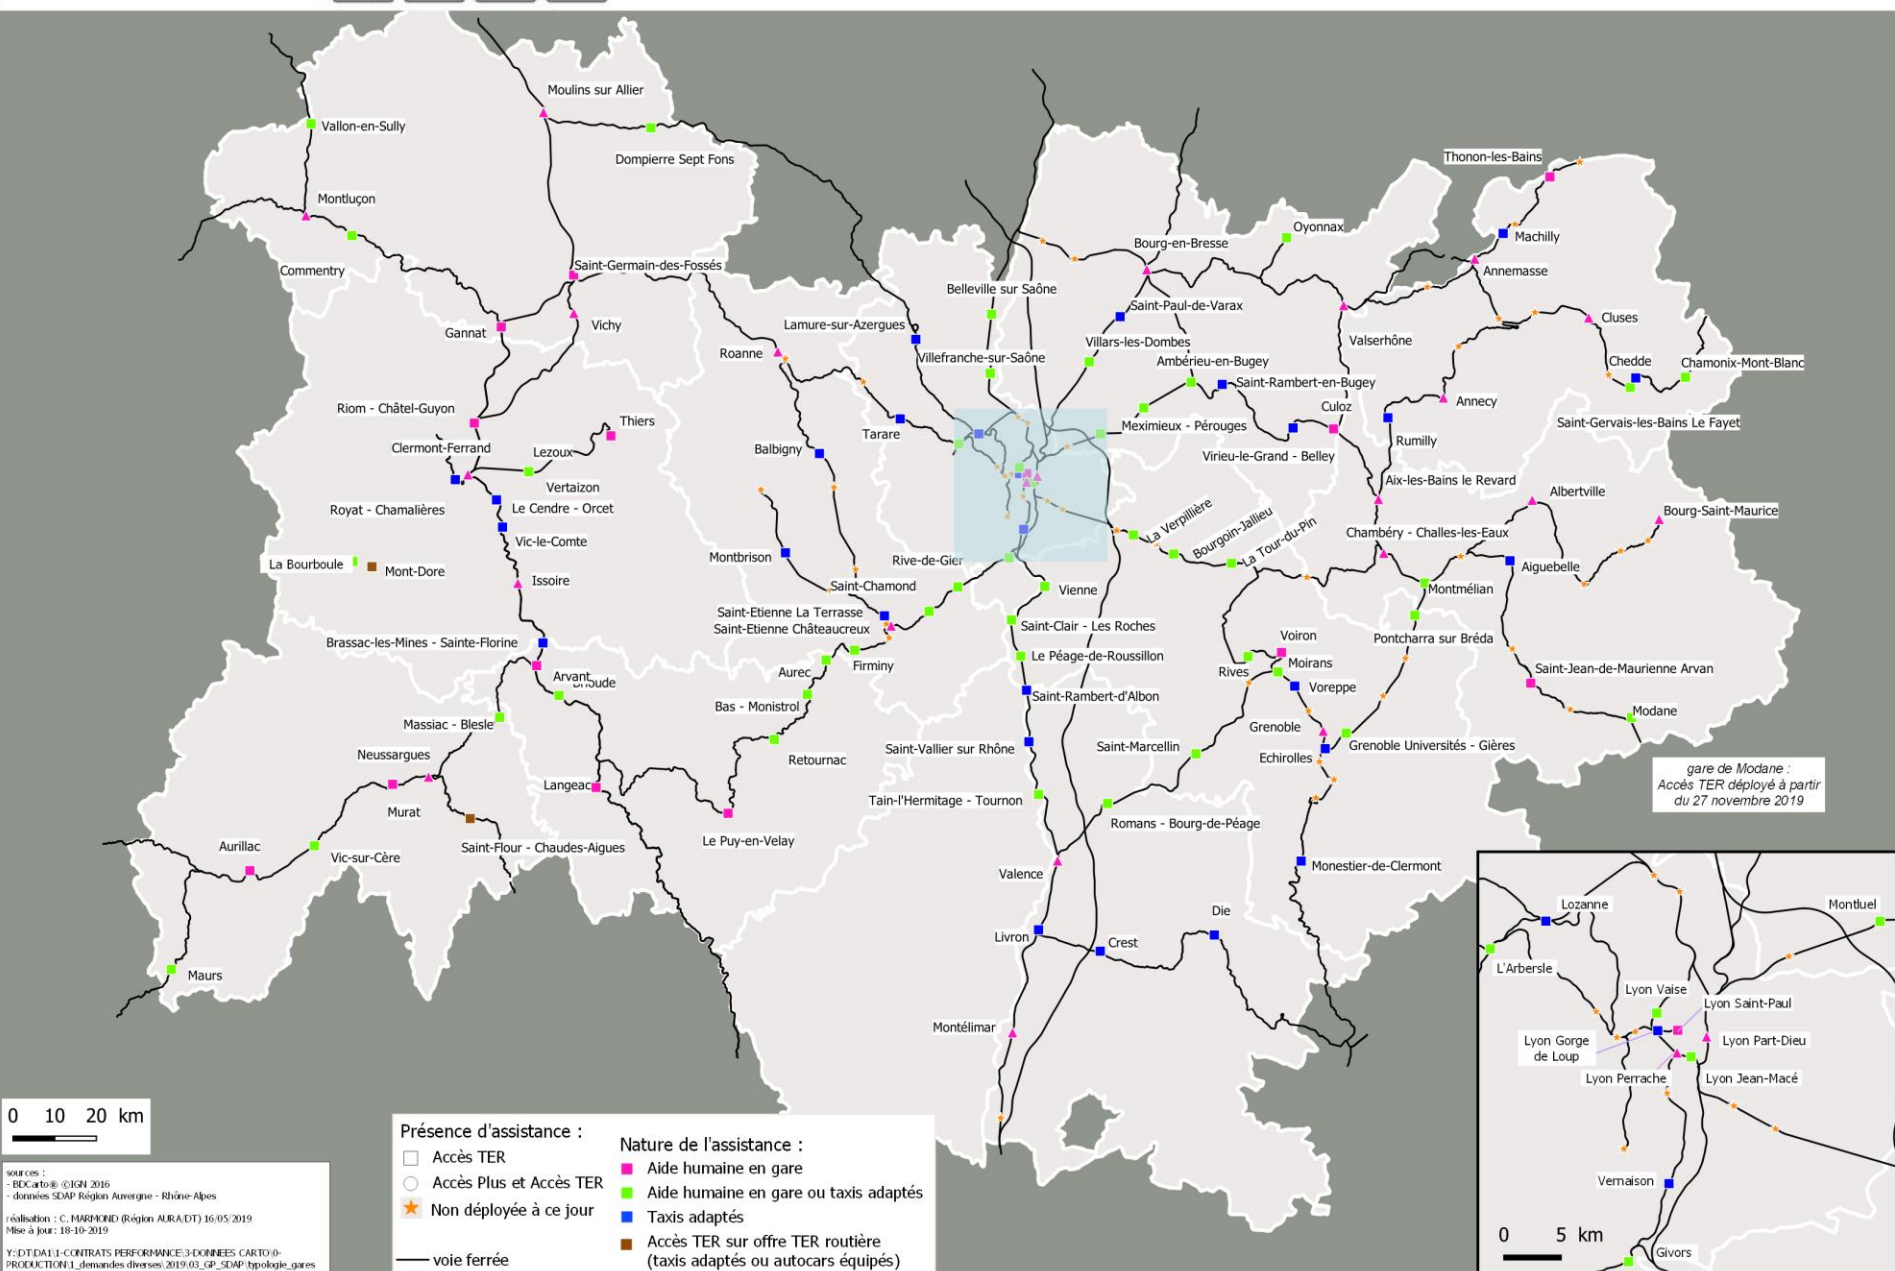 Moulins sur Allier
Vallon-en-Sully
Dompierre Sept Fons
Thonon-les-Bains
Montluçon
Oyonnax
Machilly
Bourg-en-Bresse
Commentry
Saint-Germain-des-Fossés
Annemasse
Belleville sur Saône
Saint-Paul-de-Varax
Gannat
Vichy
Lamure-sur-Azergues
Cluses
Valserhône
Roanne
Villefranche-sur-Saône
Villars-les-Dombes
Ambérieu-en-Bugey
Chedde
Chamonix-Mont-Blanc
Saint-Rambert-en-Bugey
Riom - Châtel-Guyon
Culoz
Annecy
Thiers
Tarare
Meximieux - Pérouges
Saint-Gervais-les-Bains Le Fayet
Clermont-Ferrand
Lezoux
Balbigny
Virieu-le-Grand - Belley
Rumilly
Vertaizon
Aix-les-Bains le Revard
Albertville
Royat - Chamalières
Le Cendre - Orcet
La Verpillière
Bourg-Saint-Maurice
Vic-le-Comte
Bourgoin-Jallieu
La Tour-du-Pin
Chambéry - Challes-les-Eaux
La Bourboule
Mont-Dore
Montbrison
Rive-de-Gier
Aiguebelle
Issoire
Saint-Chamond
Vienne
Montmélian
Saint-Etienne La Terrasse
Saint-Etienne Châteaucreux
Saint-Clair - Les Roches
Brassac-les-Mines - Sainte-Florine
Voiron
Pontcharra sur Bréda
Le Péage-de-Roussillon
Moirans
Firminy
Aurec
Rives
Saint-Jean-de-Maurienne Arvan
Arvant
Voreppe
Saint-Rambert-d'Albon
Bas - Monistrol
Modane
Massiac - Blesle
Grenoble
Saint-Marcellin
Grenoble Universités - Gières
Saint-Vallier sur Rhône
Neussargues
Retournac
Echirolles
gare de Modane :
Accès TER déployé à partir
du 27 novembre 2019
Langeac
Tain-l'Hermitage - Tournon
Murat
Romans - Bourg-de-Péage
Le Puy-en-Velay
Aurillac
Saint-Flour - Chaudes-Aigues
Vic-sur-Cère
Monestier-de-Clermont
Valence
Die
Livron
Crest
Maurs
Montélimar
Lozanne
Montluel
L'Arbersle
Lyon Vaise
Lyon Saint-Paul
Lyon Gorge
de Loup
Lyon Part-Dieu
Lyon Perrache
Lyon Jean-Macé
Vernaison
0 5 km
Givors
0 10 20 km
sources :
- BDCarto® ©IGN 2016
- données SDAP Région Auvergne - Rhône-Alpes
réalisation : C. MARMOND (Région AURA/DT) 16/05/2019
Mise à jour: 18-10-2019
Y:\DT\DA1\1-CONTRATS PERFORMANCE\3-DONNEES CARTO\0-
PRODUCTION\1_demandes diverses\2019\03_GP_SDAP\typologie_gares
Présence d'assistance :
Accès TER
Accès Plus et Accès TER
Non déployée à ce jour
voie ferrée
Nature de l'assistance :
Aide humaine en gare
Aide humaine en gare ou taxis adaptés
Taxis adaptés
Accès TER sur offre TER routière
(taxis adaptés ou autocars équipés)